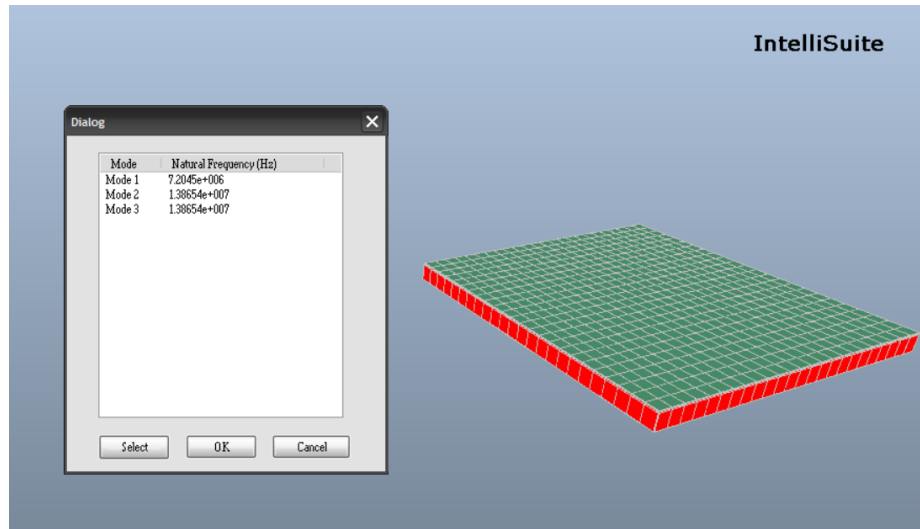 IntelliSuite
Dialog
Mode Natural Frequency (Hz)
Mode 1 7.2045e+006
Mode 2 1.38654e+007
Mode 3 1.38654e+007
Select OK Cancel